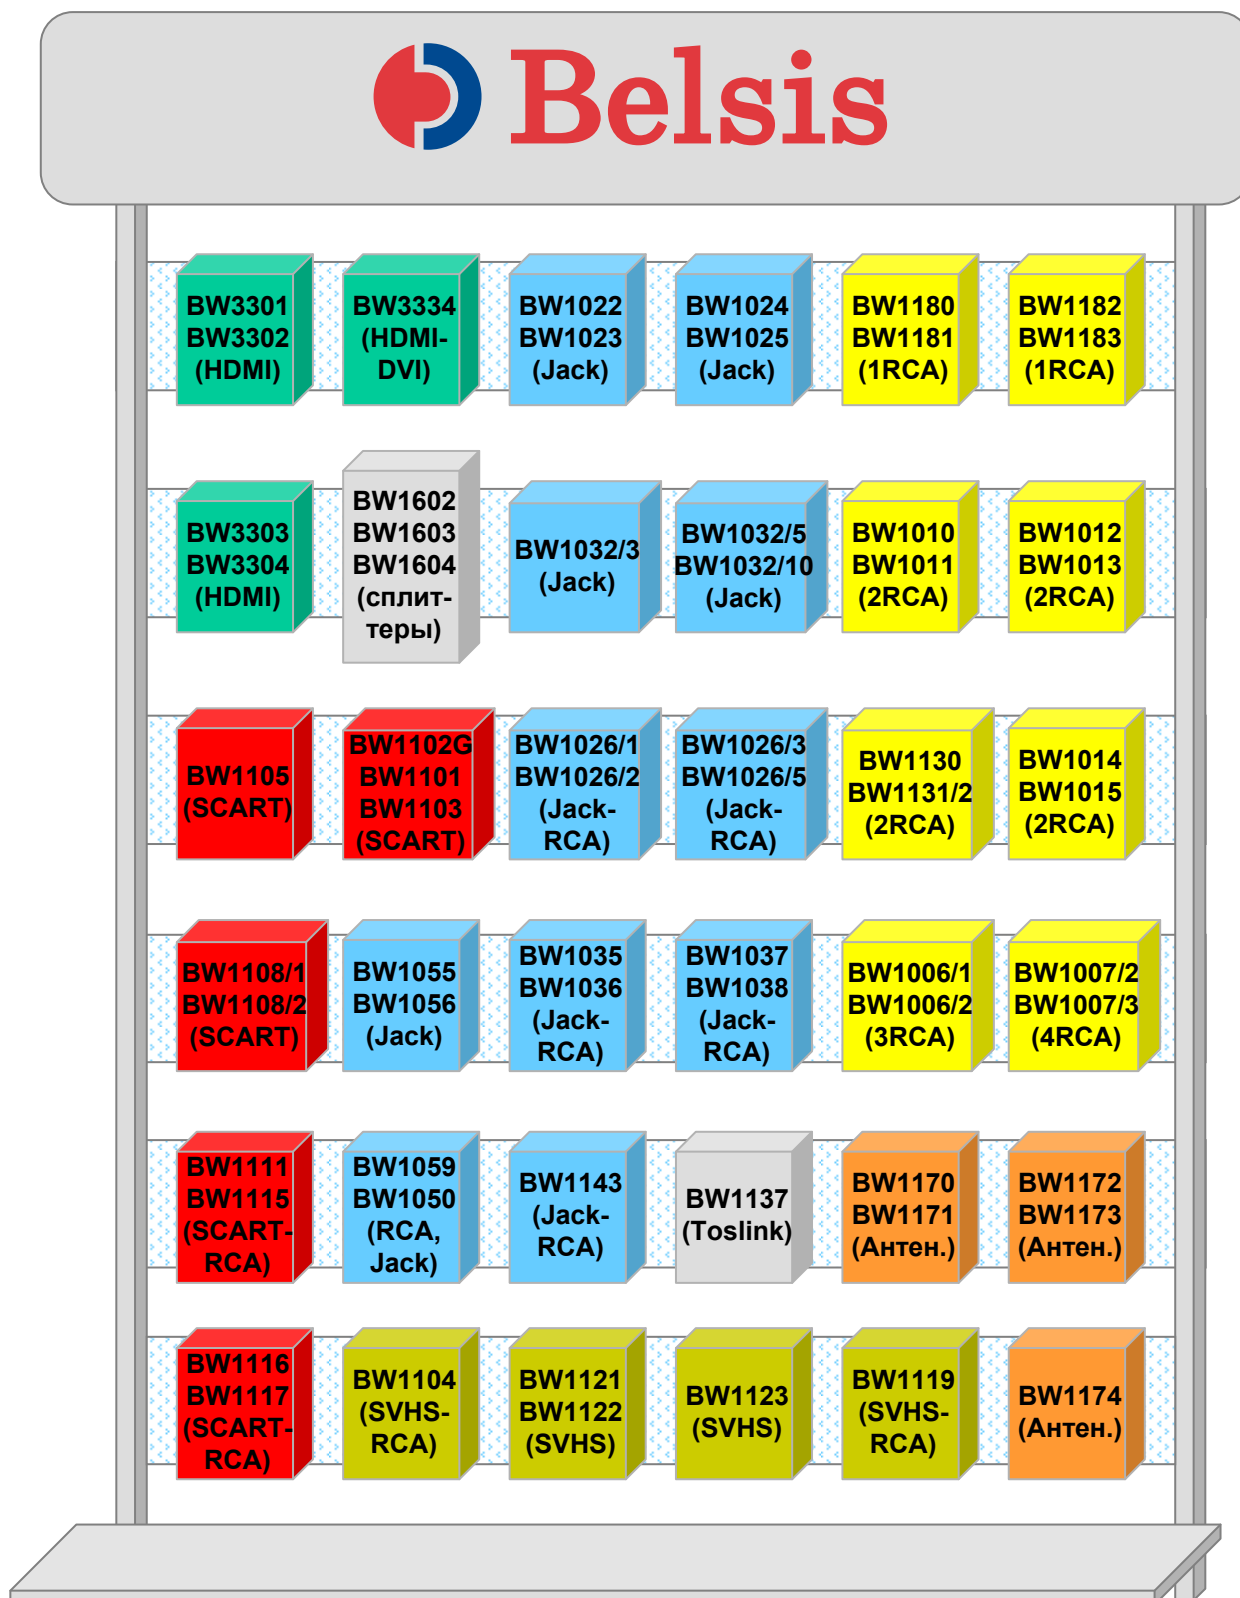 Belsis
BW3301
BW3302
(HDMI)
BW3334
(HDMI-
DVI)
BW1022
BW1023
(Jack)
BW1024
BW1025
(Jack)
BW1180
BW1181
(1RCA)
BW1182
BW1183
(1RCA)
BW3303
BW3304
(HDMI)
BW1602
BW1603
BW1604
(сплит-
теры)
BW1032/3
(Jack)
BW1032/5
BW1032/10
(Jack)
BW1010
BW1011
(2RCA)
BW1012
BW1013
(2RCA)
BW1105
(SCART)
BW1102G
BW1101
BW1103
(SCART)
BW1026/1
BW1026/2
(Jack-
RCA)
BW1026/3
BW1026/5
(Jack-
RCA)
BW1130
BW1131/2
(2RCA)
BW1014
BW1015
(2RCA)
BW1108/1
BW1108/2
(SCART)
BW1055
BW1056
(Jack)
BW1035
BW1036
(Jack-
RCA)
BW1037
BW1038
(Jack-
RCA)
BW1006/1
BW1006/2
(3RCA)
BW1007/2
BW1007/3
(4RCA)
BW1111
BW1115
(SCART-
RCA)
BW1059
BW1050
(RCA,
Jack)
BW1143
(Jack-
RCA)
BW1137
(Toslink)
BW1170
BW1171
(Антен.)
BW1172
BW1173
(Антен.)
BW1116
BW1117
(SCART-
RCA)
BW1104
(SVHS-
RCA)
BW1121
BW1122
(SVHS)
BW1123
(SVHS)
BW1119
(SVHS-
RCA)
BW1174
(Антен.)